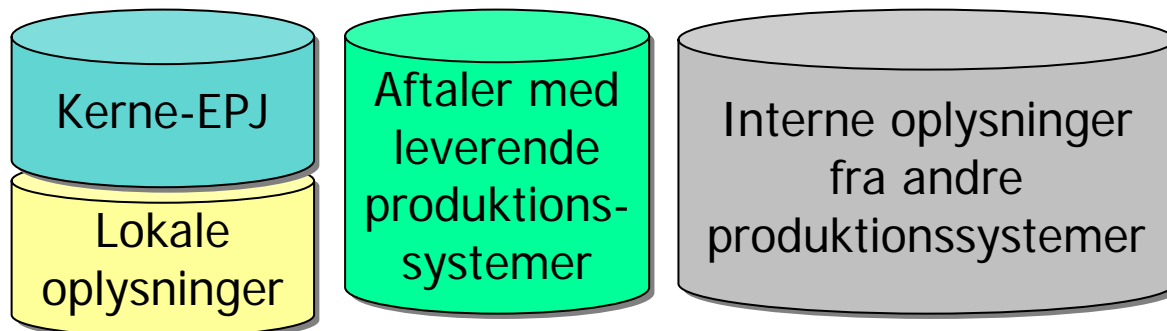 Kerne-EPJ
Lokale
oplysninger
Aftaler med
leverende
produktions-
systemer
Interne oplysninger
fra andre
produktionssystemer